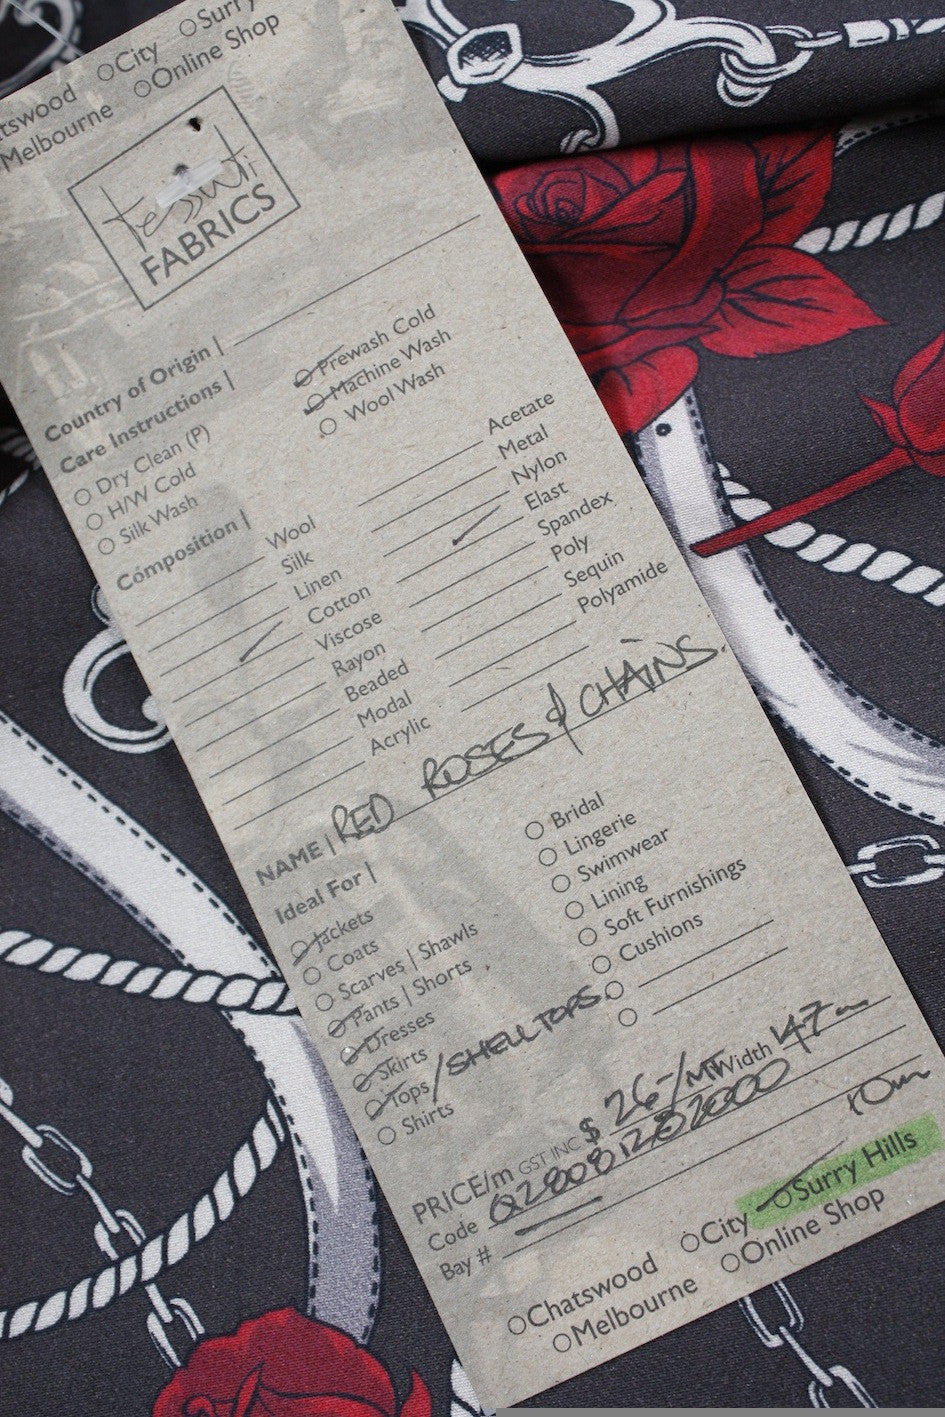 City
Surry
Chatswood
Online Shop
Melbourne
tessuti
FABRICS
Country of Origin |
Care Instructions |
Dry Clean (P)
H/W Cold
Silk Wash
Prewash Cold
Machine Wash
Wool Wash
Composition |
Wool
Silk
Linen
Cotton
Viscose
Rayon
Beaded
Modal
Acrylic
Acetate
Metal
Nylon
Elast
Spandex
Poly
Sequin
Polyamide
NAME | RED ROSES & CHAINS.
Ideal For |
Jackets
Coats
Scarves | Shawls
Pants | Shorts
Dresses
Skirts
Tops / SHELL TOPS.
Shirts
Bridal
Lingerie
Swimwear
Lining
Soft Furnishings
Cushions
PRICE/m GST INC $ 26-/MT Width 147cm
Code
Bay #
City Surry Hills
Chatswood Online Shop
Melbourne